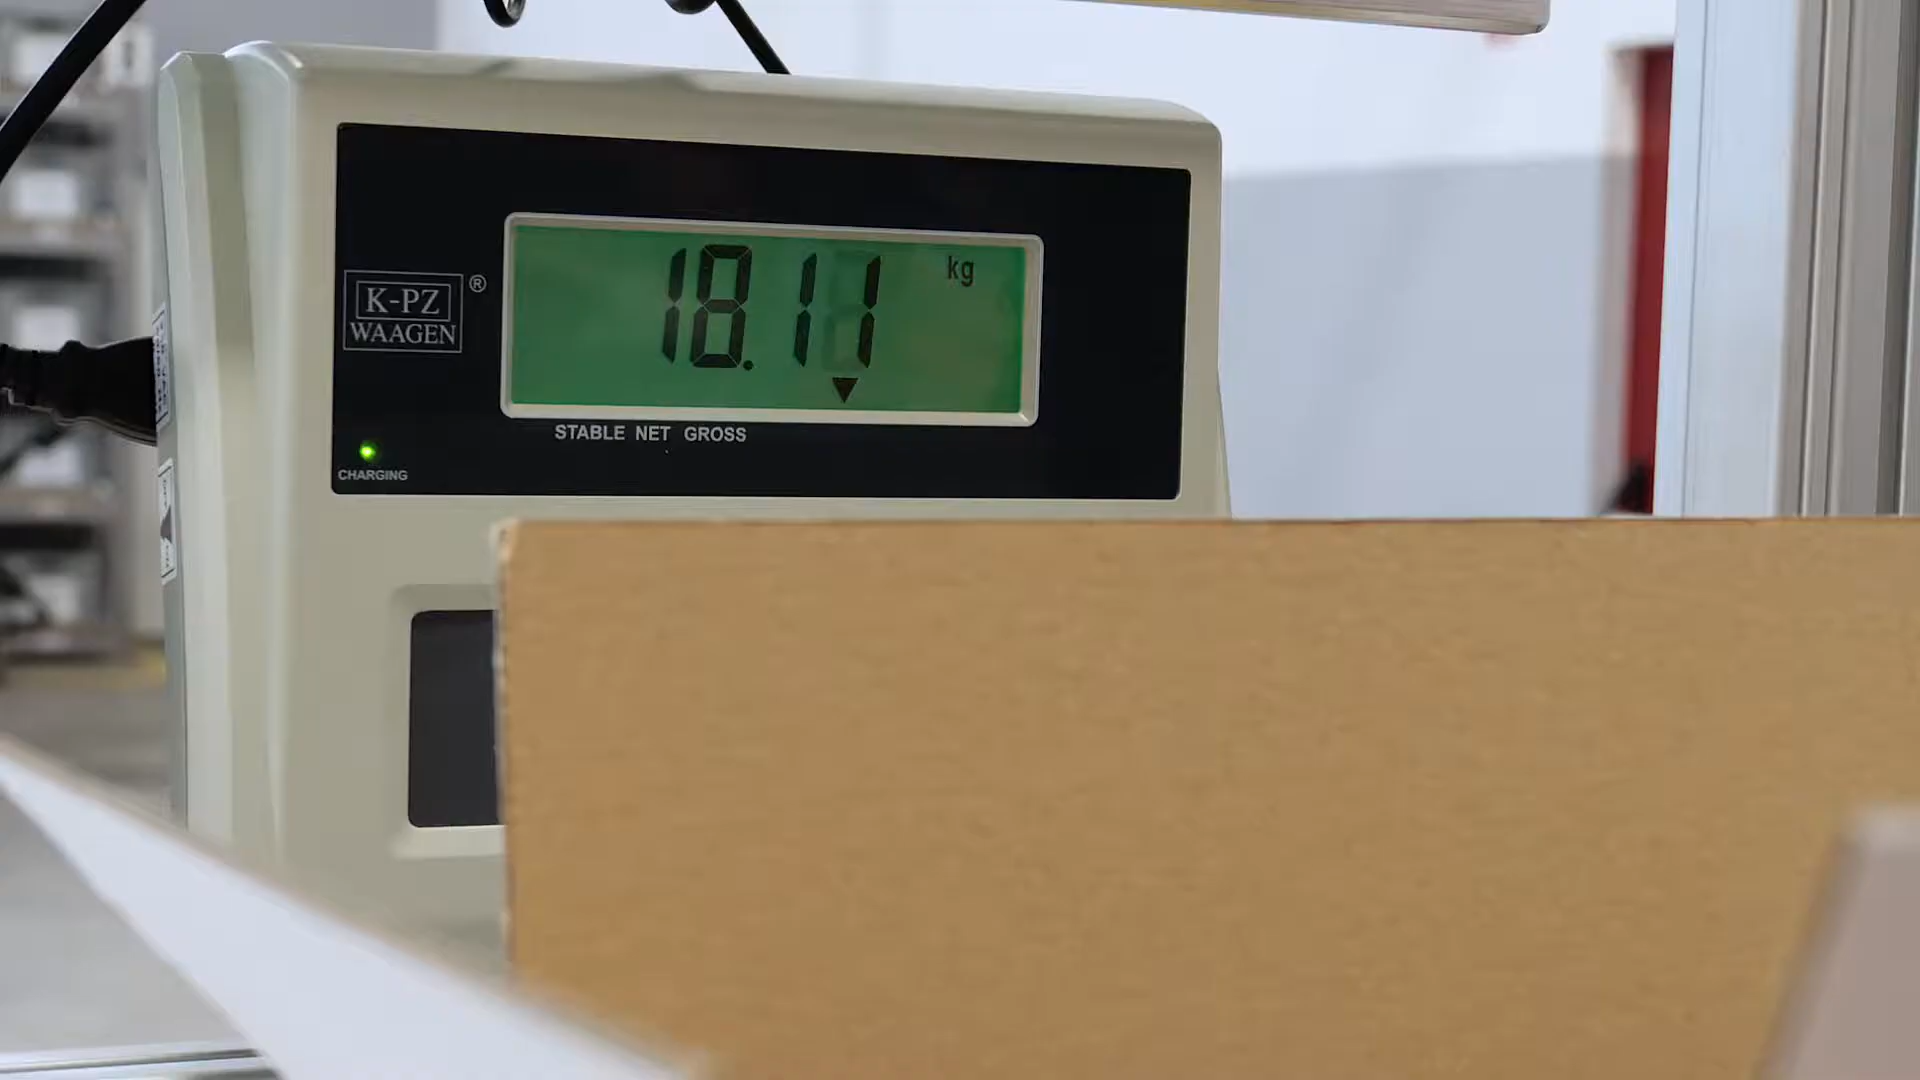 18.11 kg
K-PZ ®
WAAGEN
STABLE NET GROSS
CHARGING